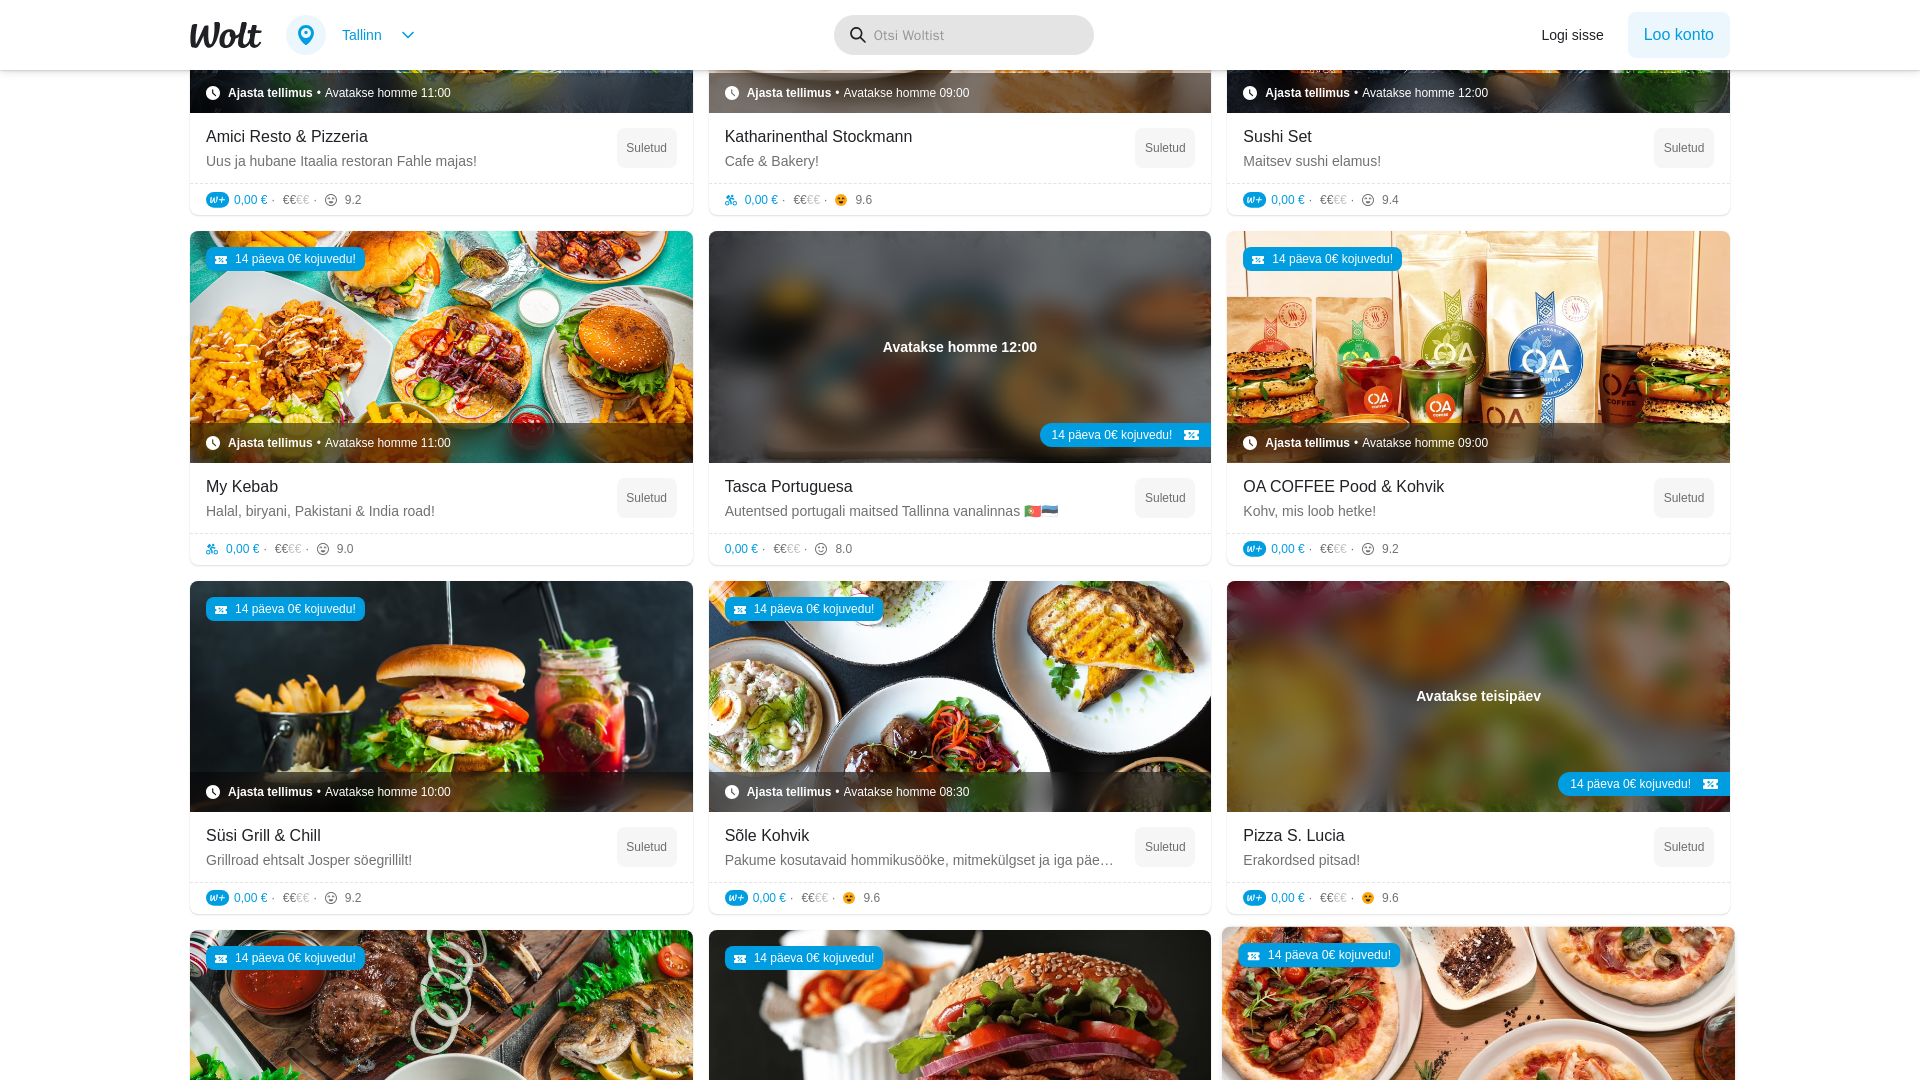 Wolt
Tallinn
Otsi Woltist
Logi sisse
Loo konto
Ajasta tellimus • Avatakse homme 11:00
Amici Resto & Pizzeria
Uus ja hubane Itaalia restoran Fahle majas!
Suletud
W+ 0,00 € · €€€€ · 9.2
Ajasta tellimus • Avatakse homme 09:00
Katharinenthal Stockmann
Cafe & Bakery!
Suletud
0,00 € · €€€€ · 9.6
Ajasta tellimus • Avatakse homme 12:00
Sushi Set
Maitsev sushi elamus!
Suletud
W+ 0,00 € · €€€€ · 9.4
14 päeva 0€ kojuvedu!
Ajasta tellimus • Avatakse homme 11:00
My Kebab
Halal, biryani, Pakistani & India road!
Suletud
0,00 € · €€€€ · 9.0
Avatakse homme 12:00
14 päeva 0€ kojuvedu!
Tasca Portuguesa
Autentsed portugali maitsed Tallinna vanalinnas 🇵🇹🇪🇪
Suletud
0,00 € · €€€€ · 8.0
14 päeva 0€ kojuvedu!
OA
OA
OA
COFFEE
OA
OA
OA
COFFEE
Ajasta tellimus • Avatakse homme 09:00
OA COFFEE Pood & Kohvik
Kohv, mis loob hetke!
Suletud
W+ 0,00 € · €€€€ · 9.2
14 päeva 0€ kojuvedu!
Ajasta tellimus • Avatakse homme 10:00
Süsi Grill & Chill
Grillroad ehtsalt Josper söegrillilt!
Suletud
W+ 0,00 € · €€€€ · 9.2
14 päeva 0€ kojuvedu!
Ajasta tellimus • Avatakse homme 08:30
Sõle Kohvik
Pakume kosutavaid hommikusööke, mitmekülgset ja iga päe…
Suletud
W+ 0,00 € · €€€€ · 9.6
Avatakse teisipäev
14 päeva 0€ kojuvedu!
Pizza S. Lucia
Erakordsed pitsad!
Suletud
W+ 0,00 € · €€€€ · 9.6
14 päeva 0€ kojuvedu!
14 päeva 0€ kojuvedu!
14 päeva 0€ kojuvedu!